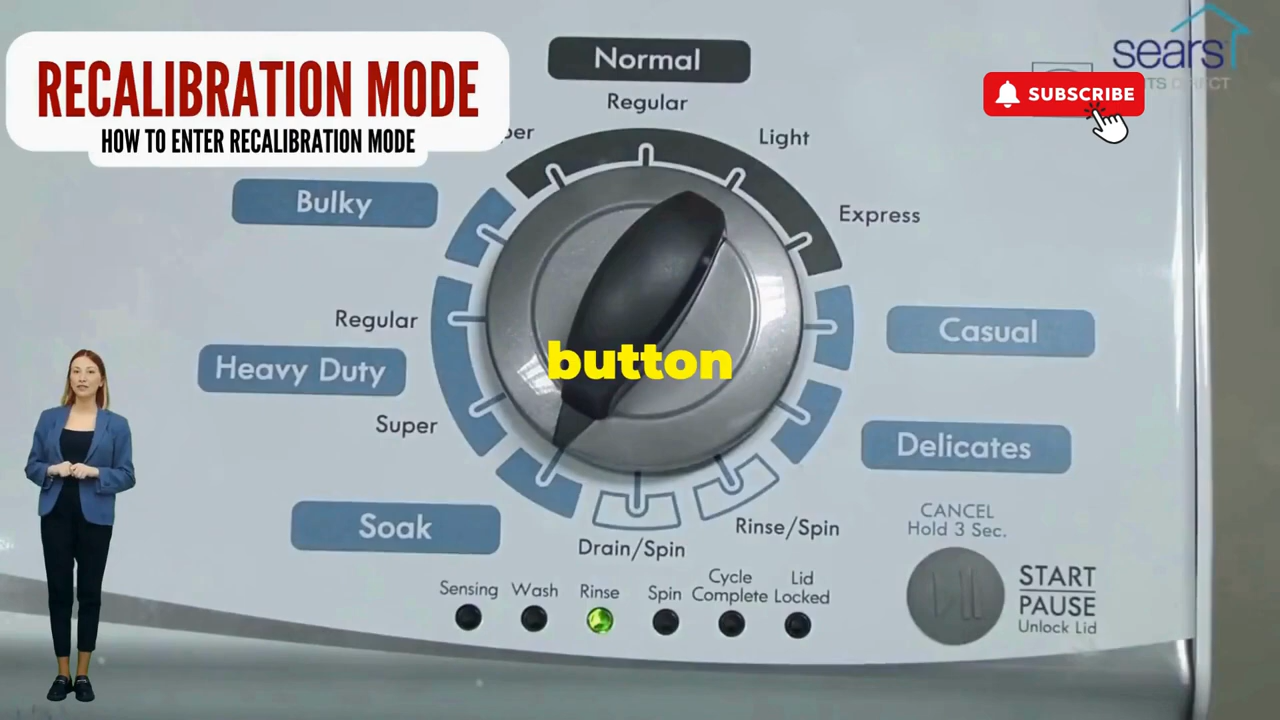 RECALIBRATION MODE
HOW TO ENTER RECALIBRATION MODE
sears
SUBSCRIBE
Normal
Regular
Light
Express
Bulky
Regular
Heavy Duty
Super
Soak
Casual
Delicates
Rinse/Spin
Drain/Spin
button
CANCEL
Hold 3 Sec.
START
PAUSE
Unlock Lid
Sensing
Wash
Rinse
Spin
Cycle
Complete
Lid
Locked